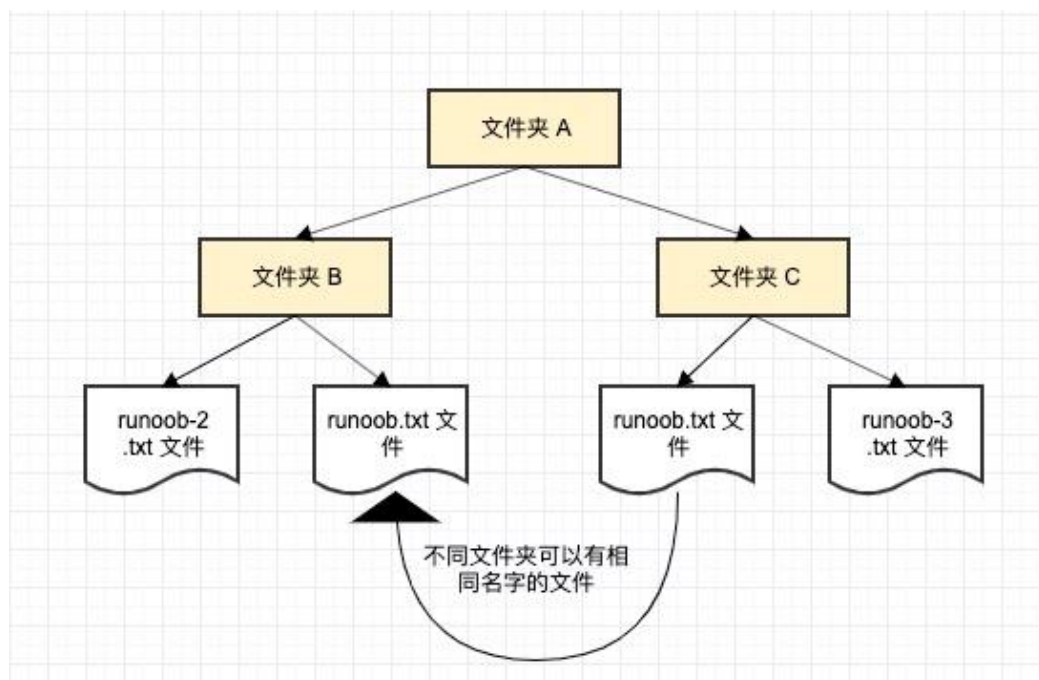 文件夹 A
文件夹 B
文件夹 C
runoob-2
.txt 文件
runoob.txt 文
件
runoob.txt 文
件
runoob-3
.txt 文件
不同文件夹可以有相
同名字的文件